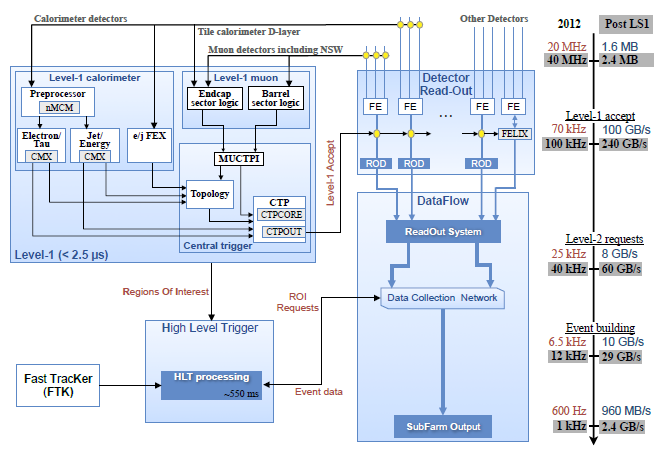 Calorimeter detectors
Tile calorimeter D-layer
Muon detectors including NSW
Other Detectors
2012 Post LS1
20 MHz 1.6 MB
40 MHz 2.4 MB
Level-1 accept
70 kHz 100 GB/s
100 kHz 240 GB/s
Level-2 requests
25 kHz 8 GB/s
40 kHz 60 GB/s
Event building
6.5 kHz 10 GB/s
12 kHz 29 GB/s
600 Hz 960 MB/s
1 kHz 2.4 GB/s
Level-1 calorimeter
Preprocessor
nMCM
Electron/
Tau
CMX
Jet/
Energy
CMX
e/j FEX
Level-1 muon
Endcap
sector logic
Barrel
sector logic
MUCTPI
Topology
CTP
CTPCORE
CTPOUT
Central trigger
Level-1 (< 2.5 µs)
Level-1 Accept
Detector
Read-Out
FE
FE
...
FE
FE
FELIX
ROD
ROD
ROD
DataFlow
ReadOut System
Data Collection Network
SubFarm Output
Regions Of Interest
ROI
Requests
High Level Trigger
HLT processing
~550 ms
Event data
Fast TracKer
(FTK)